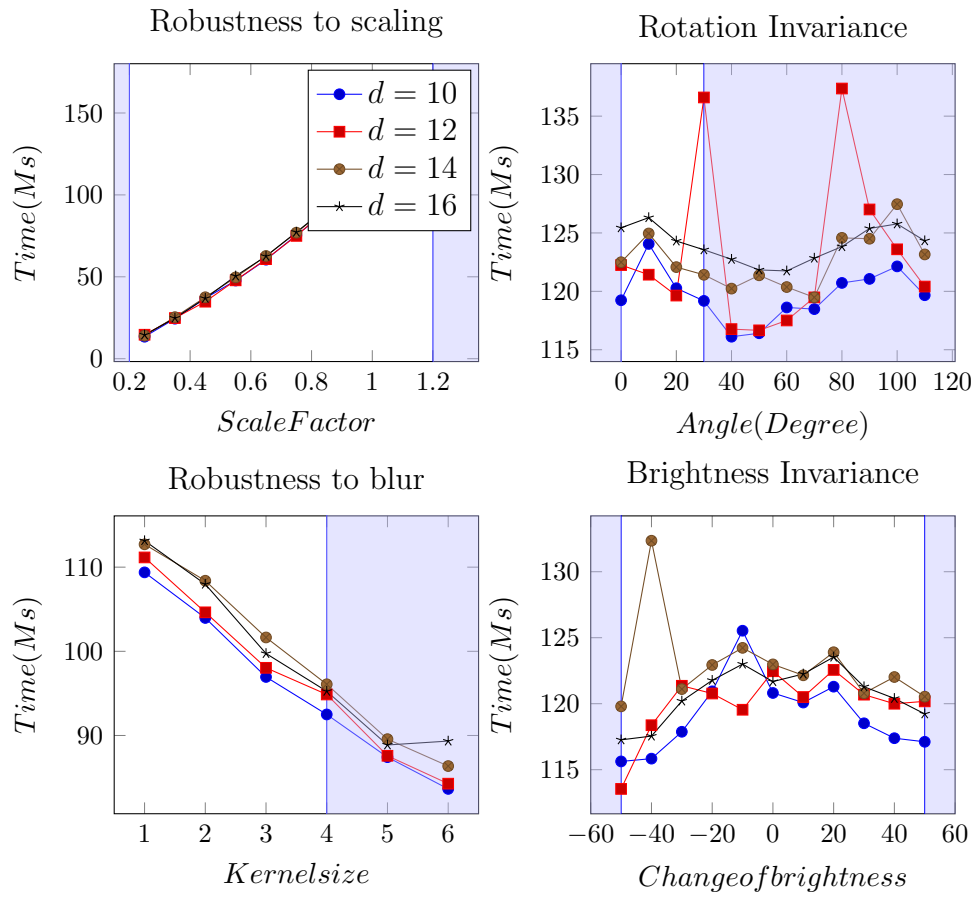 Robustness to scaling
150
100
50
0
0.2 0.4 0.6 0.8 1 1.2
Time(Ms)
ScaleFactor
d = 10
d = 12
d = 14
d = 16
Rotation Invariance
135
130
125
120
115
0 20 40 60 80 100 120
Time(Ms)
Angle(Degree)
Robustness to blur
110
100
90
1 2 3 4 5 6
Time(Ms)
Kernelsize
Brightness Invariance
130
125
120
115
−60 −40 −20 0 20 40 60
Time(Ms)
Changeofbrightness